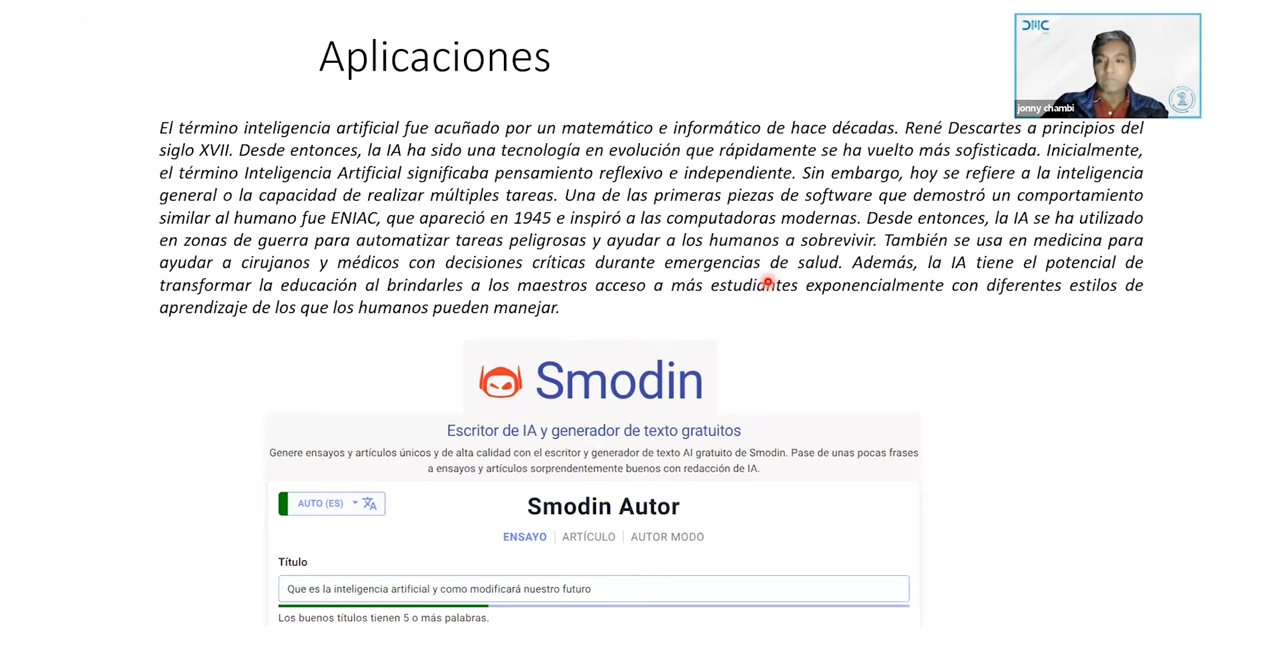 Aplicaciones
DMC
jonny chambi
El término inteligencia artificial fue acuñado por un matemático e informático de hace décadas. René Descartes a principios del
siglo XVII. Desde entonces, la IA ha sido una tecnología en evolución que rápidamente se ha vuelto más sofisticada. Inicialmente,
el término Inteligencia Artificial significaba pensamiento reflexivo e independiente. Sin embargo, hoy se refiere a la inteligencia
general o la capacidad de realizar múltiples tareas. Una de las primeras piezas de software que demostró un comportamiento
similar al humano fue ENIAC, que apareció en 1945 e inspiró a las computadoras modernas. Desde entonces, la IA se ha utilizado
en zonas de guerra para automatizar tareas peligrosas y ayudar a los humanos a sobrevivir. También se usa en medicina para
ayudar a cirujanos y médicos con decisiones críticas durante emergencias de salud. Además, la IA tiene el potencial de
transformar la educación al brindarles a los maestros acceso a más estudiantes exponencialmente con diferentes estilos de
aprendizaje de los que los humanos pueden manejar.
Smodin
Escritor de IA y generador de texto gratuitos
Genere ensayos y artículos únicos y de alta calidad con el escritor y generador de texto AI gratuito de Smodin. Pase de unas pocas frases
a ensayos y artículos sorprendentemente buenos con redacción de IA.
AUTO (ES)
Smodin Autor
ENSAYO | ARTÍCULO | AUTOR MODO
Título
Que es la inteligencia artificial y como modificará nuestro futuro
Los buenos títulos tienen 5 o más palabras.